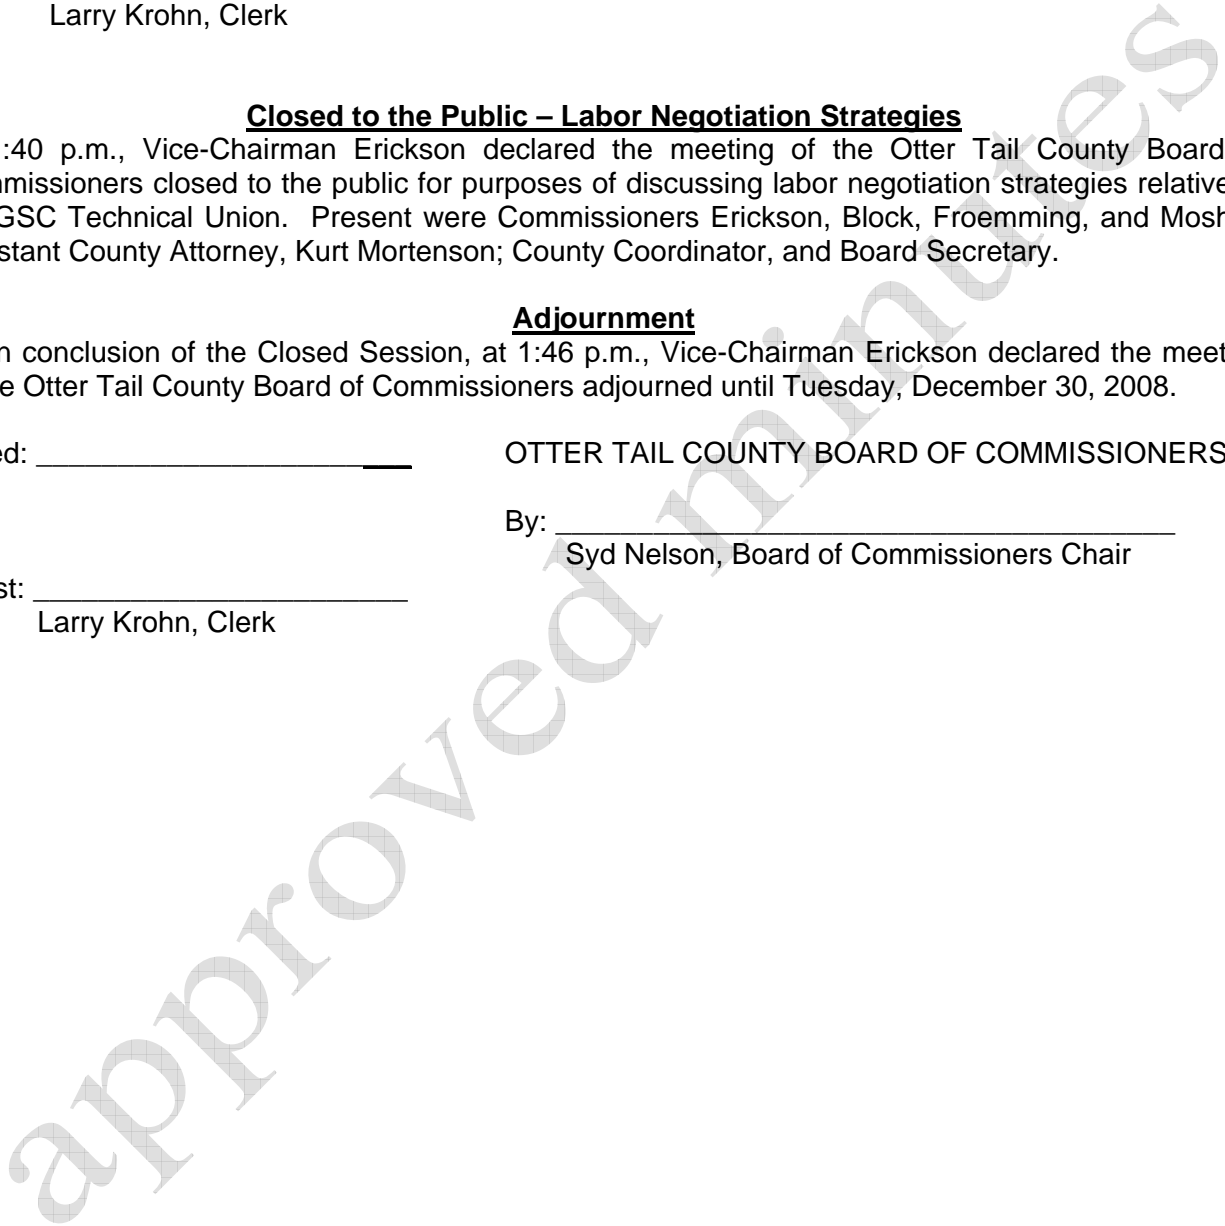 Larry Krohn, Clerk
Closed to the Public – Labor Negotiation Strategies
:40 p.m., Vice-Chairman Erickson declared the meeting of the Otter Tail County Board
mmissioners closed to the public for purposes of discussing labor negotiation strategies relative
GSC Technical Union. Present were Commissioners Erickson, Block, Froemming, and Mosh
stant County Attorney, Kurt Mortenson; County Coordinator, and Board Secretary.
Adjournment
n conclusion of the Closed Session, at 1:46 p.m., Vice-Chairman Erickson declared the meet
e Otter Tail County Board of Commissioners adjourned until Tuesday, December 30, 2008.
ed: _______________________ OTTER TAIL COUNTY BOARD OF COMMISSIONERS
By: ______________________________________
Syd Nelson, Board of Commissioners Chair
st: _______________________
Larry Krohn, Clerk
approved minutes